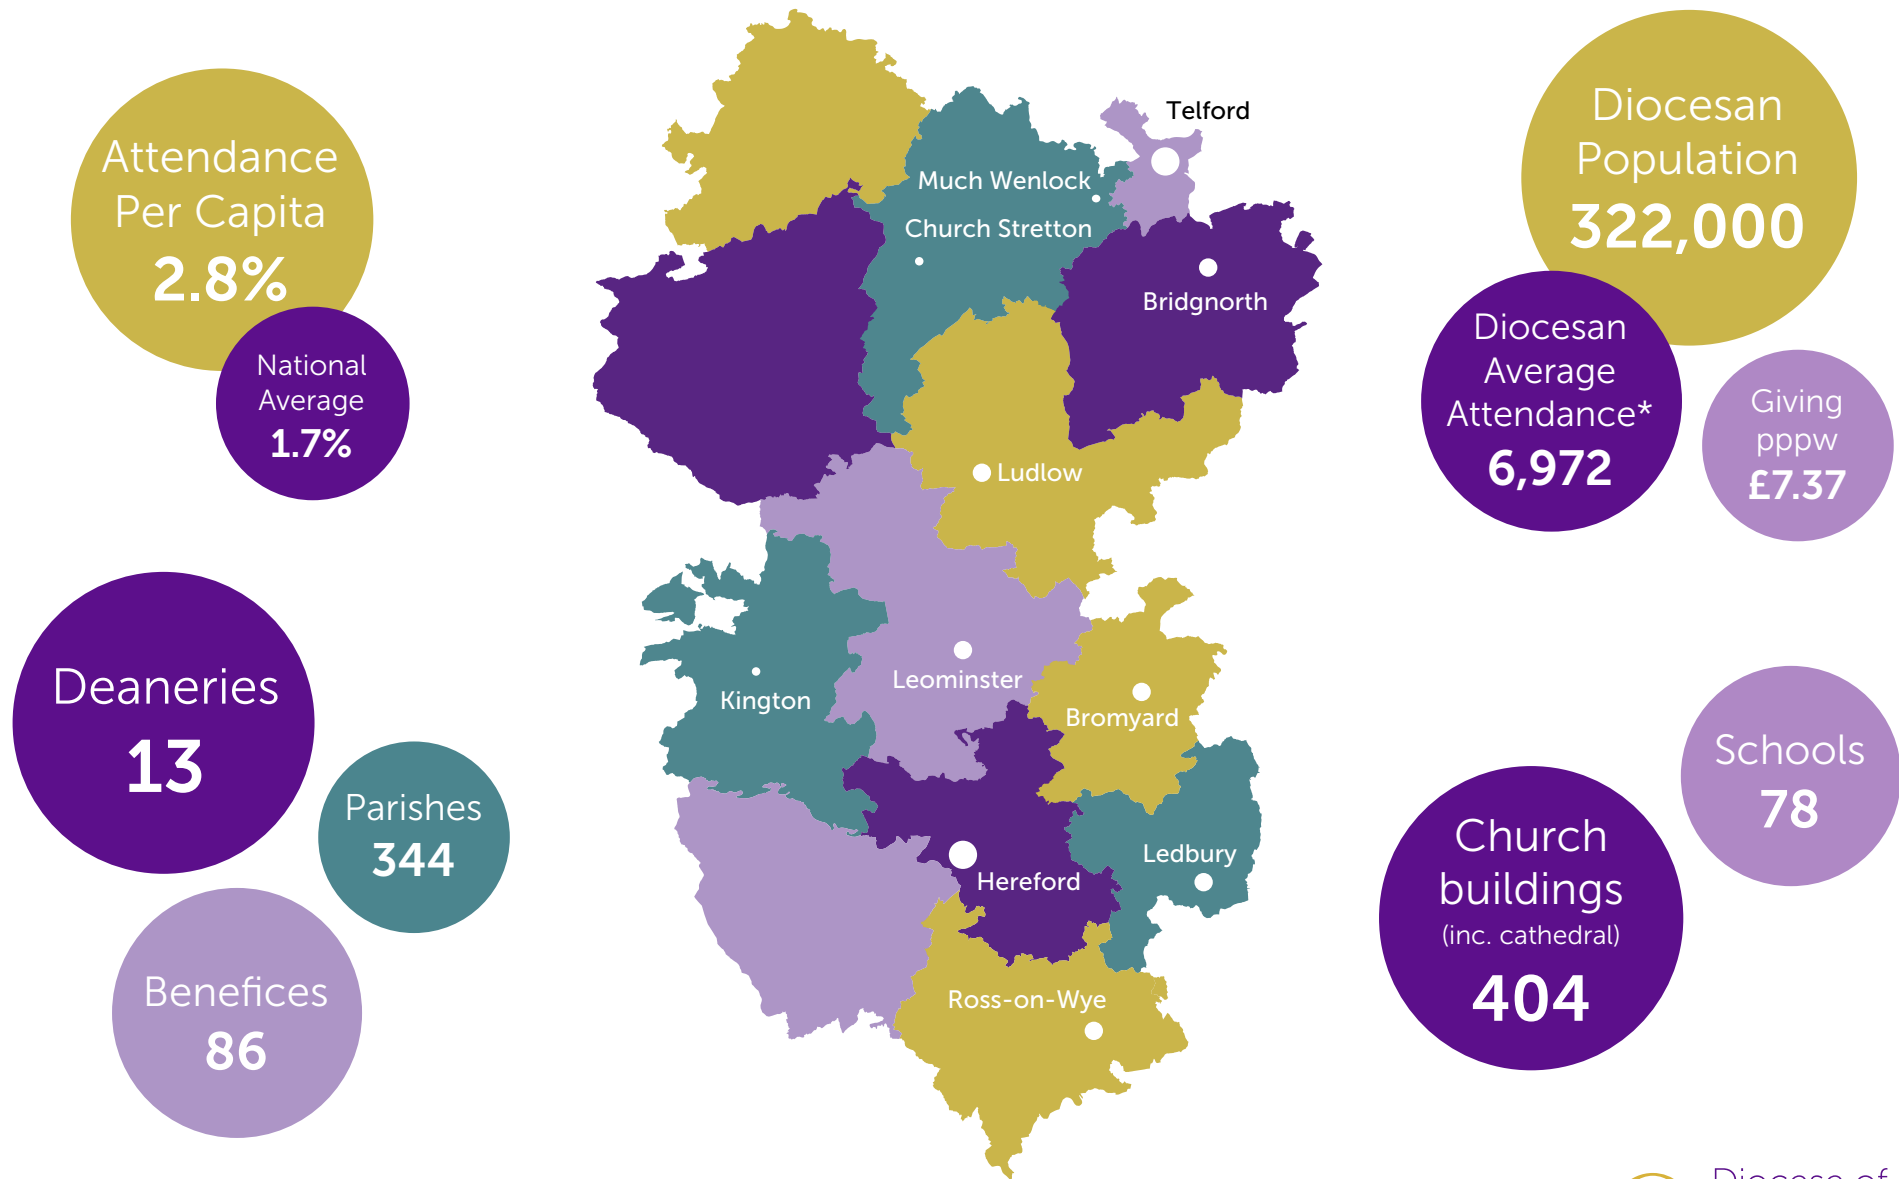 Attendance
Per Capita
2.8%
National
Average
1.7%
Deaneries
13
Parishes
344
Benefices
86
Telford
Much Wenlock
Church Stretton
Bridgnorth
Ludlow
Leominster
Kington
Bromyard
Ledbury
Hereford
Ross-on-Wye
Diocesan
Population
322,000
Diocesan
Average
Attendance*
6,972
Giving
pppw
£7.37
Schools
78
Church
buildings
(inc. cathedral)
404
Diocese of